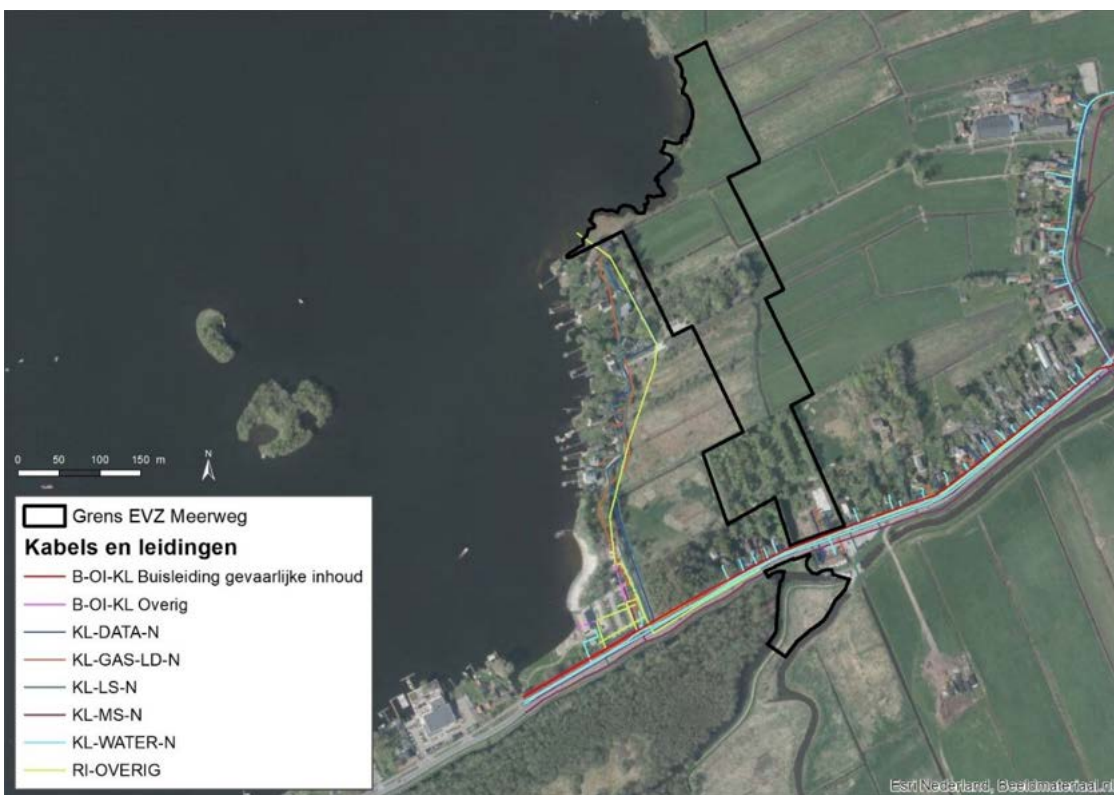 N
0 50 100 150 m
Grens EVZ Meerweg
Kabels en leidingen
B-OI-KL Buisleiding gevaarlijke inhoud
B-OI-KL Overig
KL-DATA-N
KL-GAS-LD-N
KL-LS-N
KL-MS-N
KL-WATER-N
RI-OVERIG
Esri Nederland, Beeldmateriaal.nl